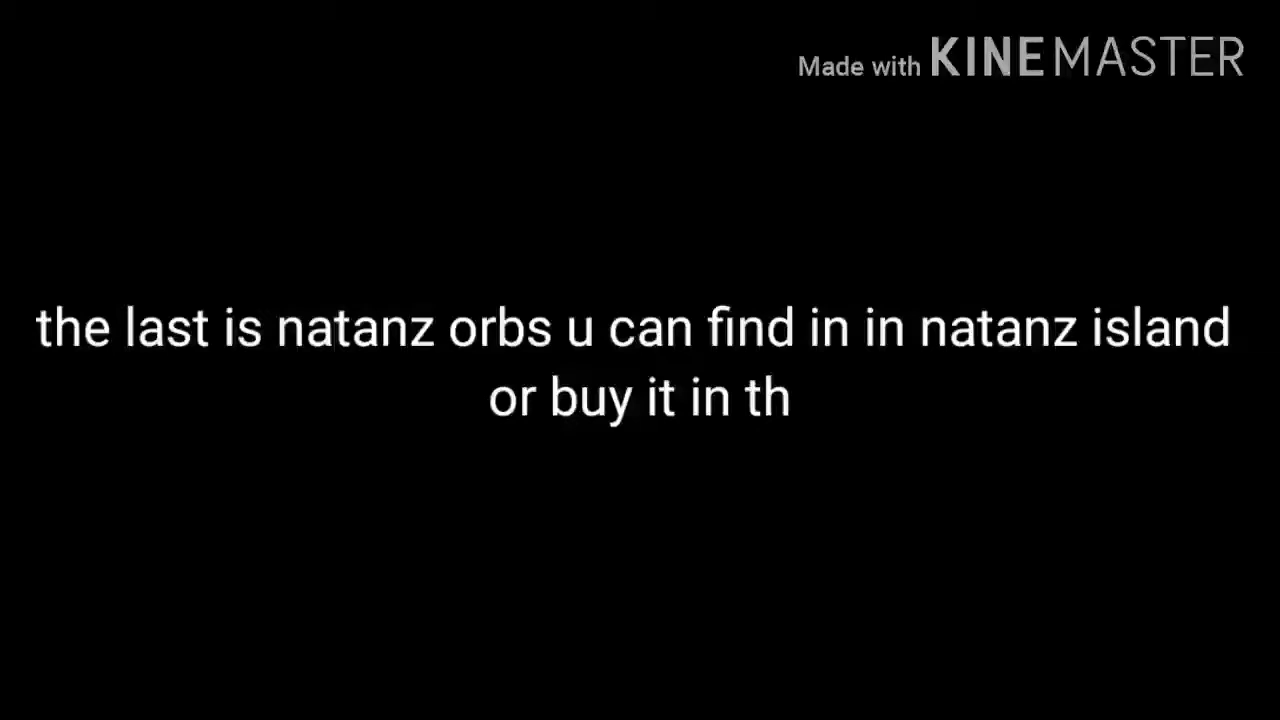 Made with KINEMASTER
the last is natanz orbs u can find in in natanz island
or buy it in th